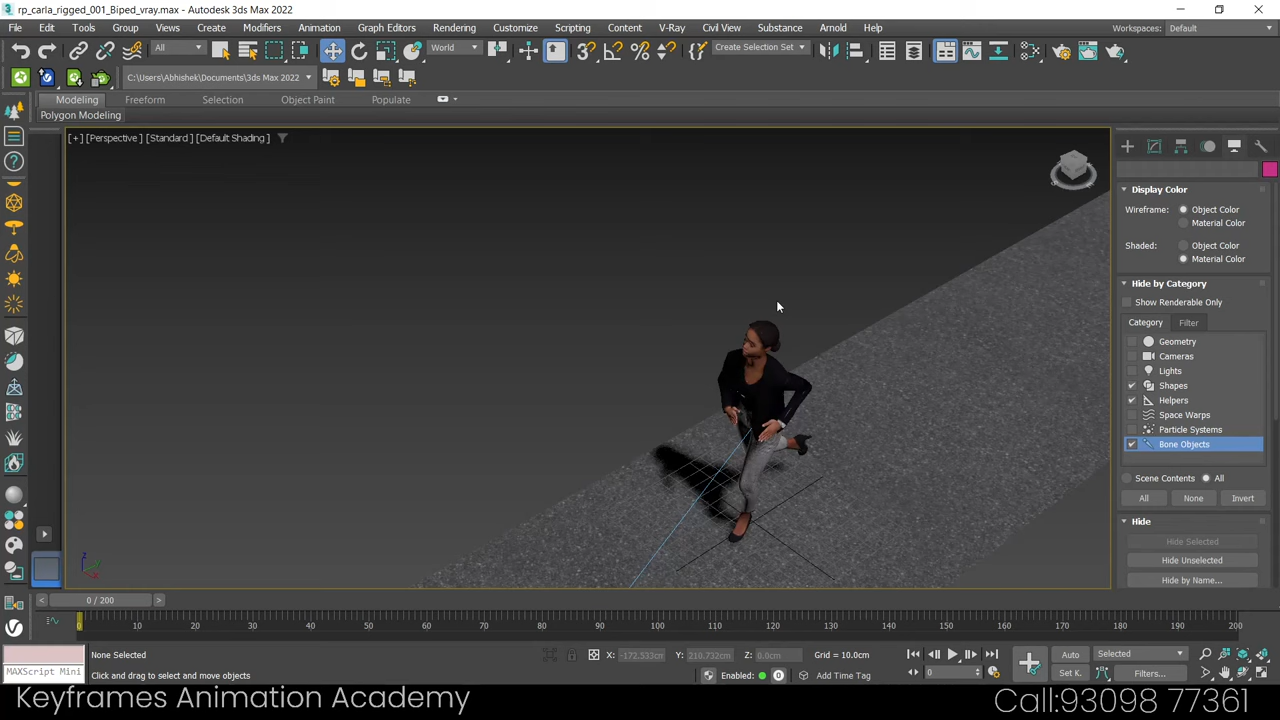 rp_carla_rigged_001_Biped_vray.max - Autodesk 3ds Max 2022
File Edit Tools Group Views Create Modifiers Animation Graph Editors Rendering Customize Scripting Content V-Ray Civil View Substance Arnold Help Workspaces: Default
All World Create Selection Set
C:\Users\Abhishek\Documents\3ds Max 2022
Modeling Freeform Selection Object Paint Populate
Polygon Modeling
[+] [Perspective ] [Standard ] [Default Shading ]
Display Color
Wireframe: Object Color
Material Color
Shaded: Object Color
Material Color
Hide by Category
Show Renderable Only
Category Filter
Geometry
Cameras
Lights
Shapes
Helpers
Space Warps
Particle Systems
Bone Objects
Scene Contents All
All None Invert
Hide
Hide Selected
Hide Unselected
Hide by Name...
0 / 200
0 10 20 30 40 50 60 70 80 90 100 110 120 130 140 150 160 170 180 190 200
None Selected X: -172.533cm Y: 210.732cm Z: 0.0cm Grid = 10.0cm Auto Selected
MAXScript Mini Click and drag to select and move objects Enabled: 0 Add Time Tag 0 Set K. Filters...
Keyframes Animation Academy Call:93098 77361